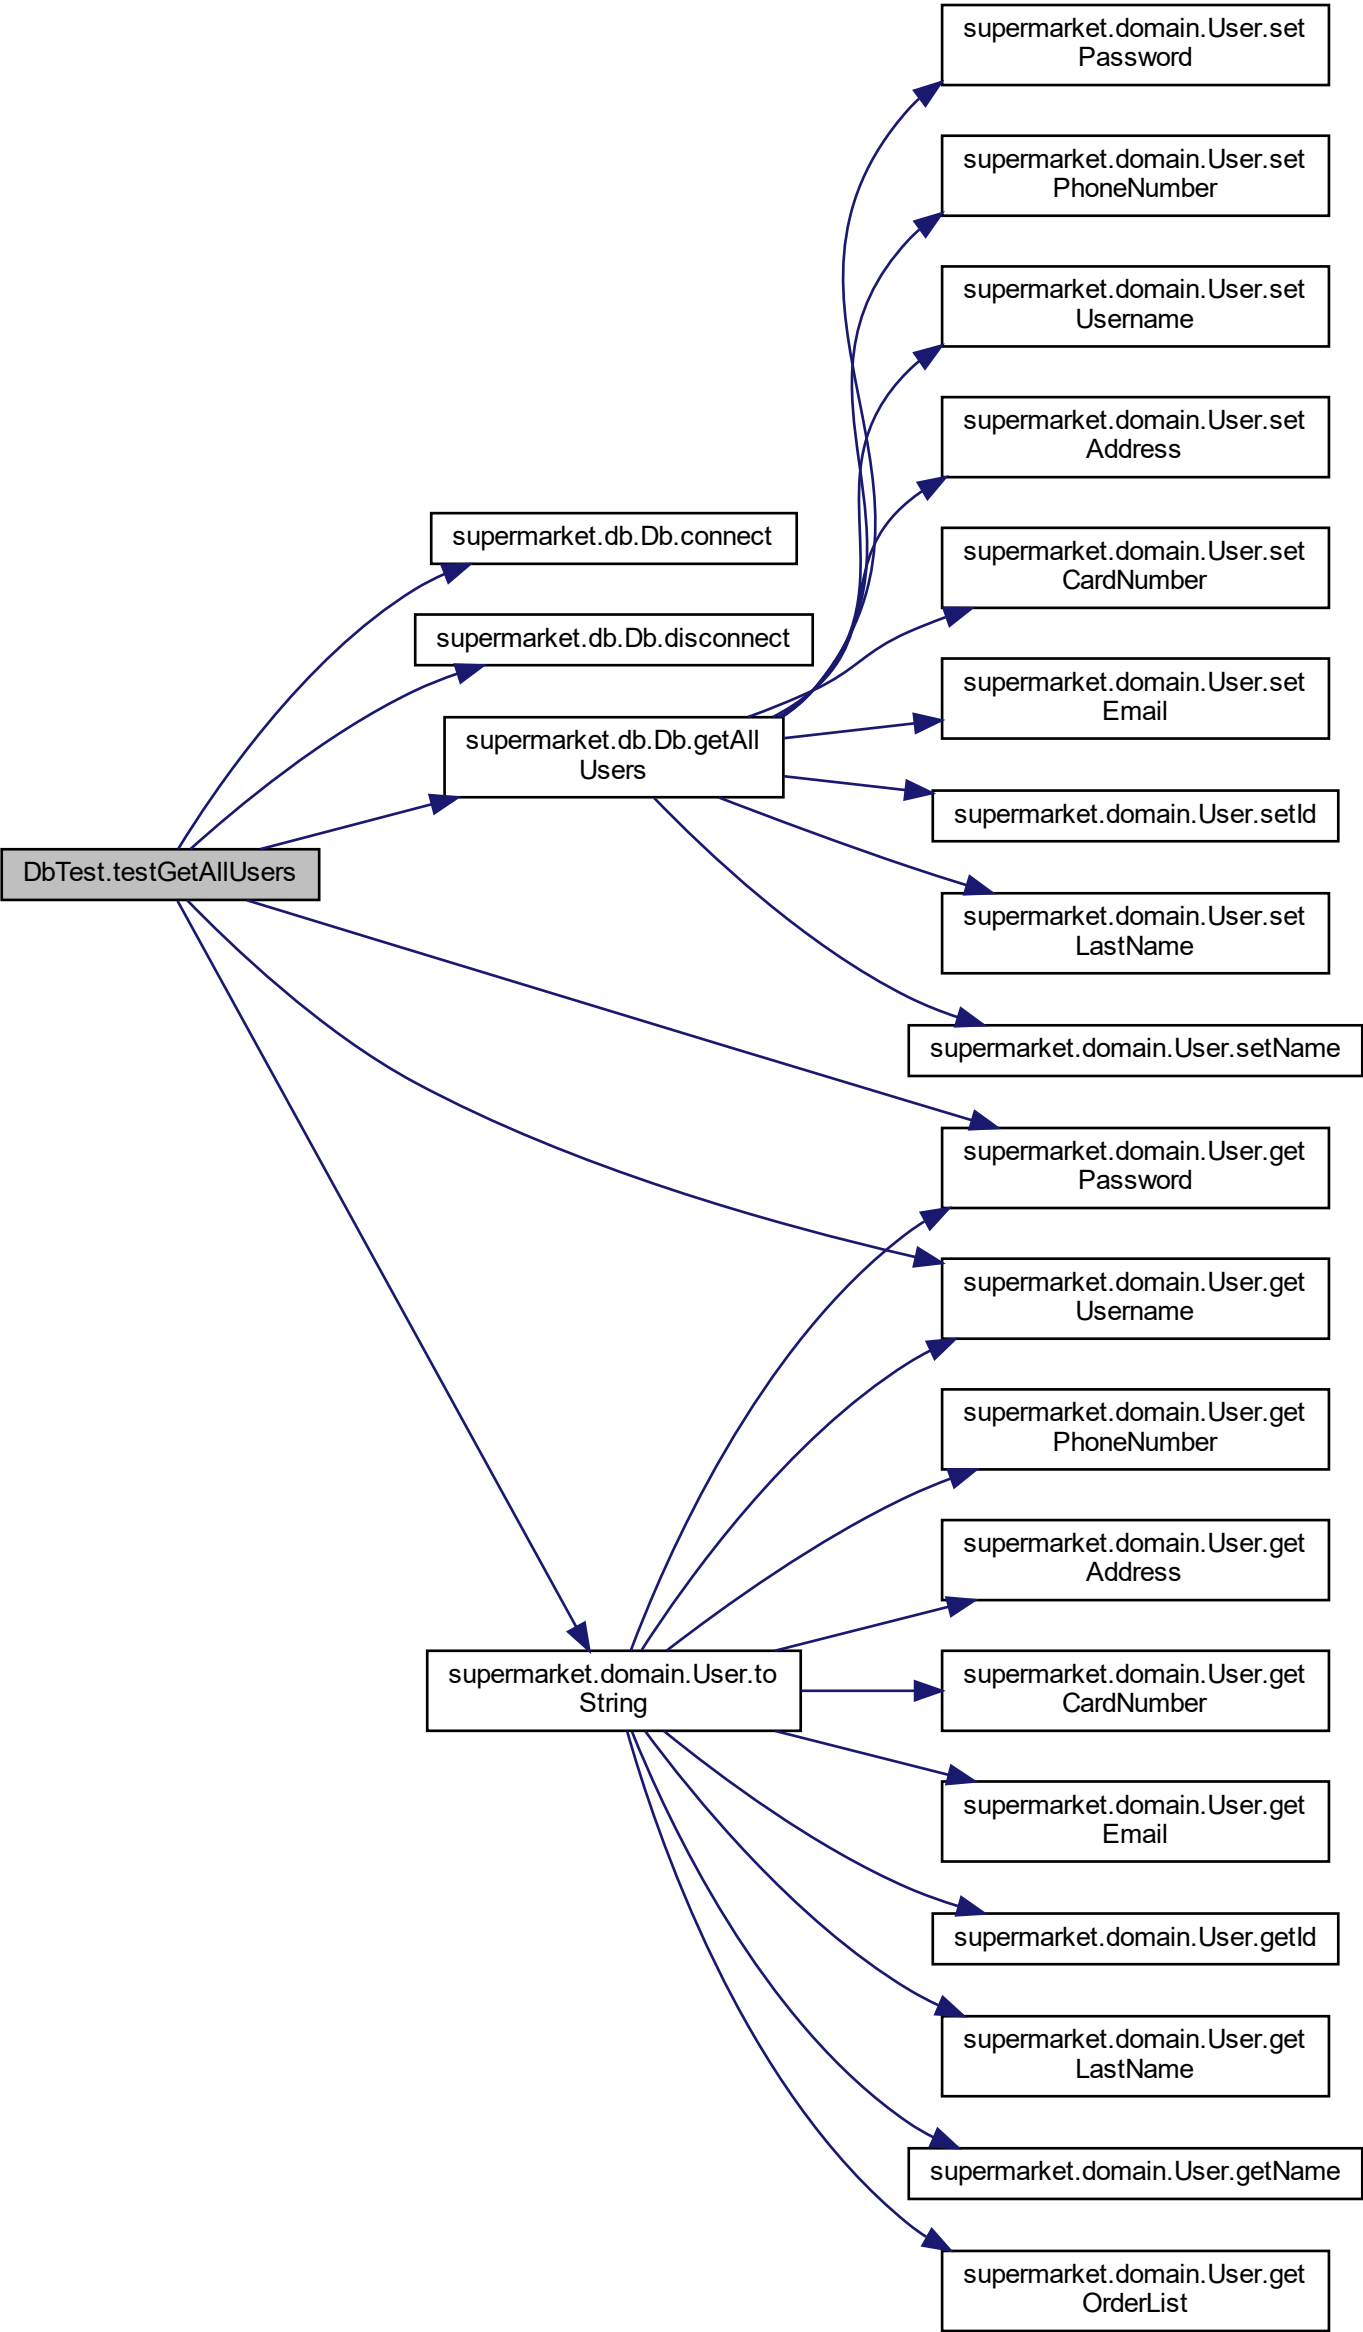 supermarket.domain.User.set
Password
supermarket.domain.User.set
PhoneNumber
supermarket.domain.User.set
Username
supermarket.domain.User.set
Address
supermarket.db.Db.connect
supermarket.domain.User.set
CardNumber
supermarket.db.Db.disconnect
supermarket.domain.User.set
Email
supermarket.db.Db.getAll
Users
supermarket.domain.User.setId
DbTest.testGetAllUsers
supermarket.domain.User.set
LastName
supermarket.domain.User.setName
supermarket.domain.User.get
Password
supermarket.domain.User.get
Username
supermarket.domain.User.get
PhoneNumber
supermarket.domain.User.get
Address
supermarket.domain.User.to
String
supermarket.domain.User.get
CardNumber
supermarket.domain.User.get
Email
supermarket.domain.User.getId
supermarket.domain.User.get
LastName
supermarket.domain.User.getName
supermarket.domain.User.get
OrderList